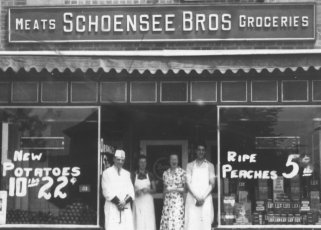 MEATS SCHOENSEE BROS GROCERIES
NEW
POTATOES
10 LBS 22¢
RIPE
PEACHES 5¢